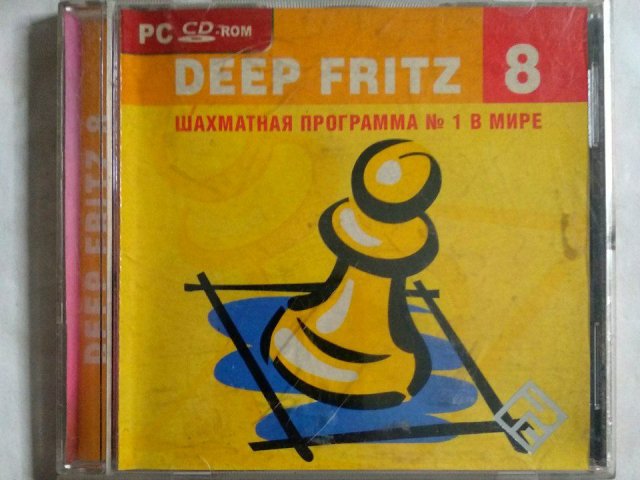 PC CD-ROM
DEEP FRITZ 8
ШАХМАТНАЯ ПРОГРАММА № 1 В МИРЕ
DEEP FRITZ 8